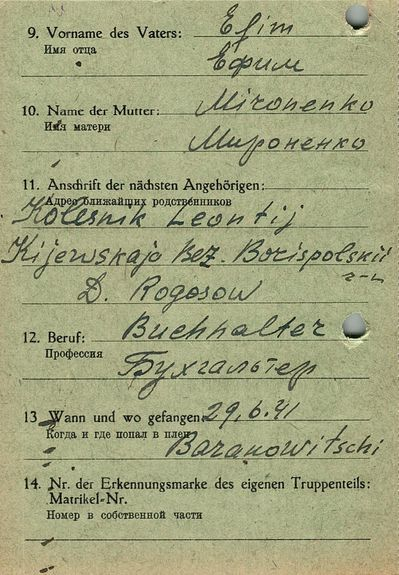 9. Vorname des Vaters: Efim
Имя отца
Ефим
10. Name der Mutter: Mironenko
Имя матери
Мироненко
11. Anschrift der nächsten Angehörigen:
Адрес ближайших родственников
Kolesnik Leontij
Kijewskaja Bez. Borispolskij
D. Rogosow
12. Beruf: Buchhalter
Профессия
Бухгалтер
13 Wann und wo gefangen 29.6.41
Когда и где попал в плен
Baranowitschi
14. Nr. der Erkennungsmarke des eigenen Truppenteils:
Matrikel-Nr.
Номер в собственной части